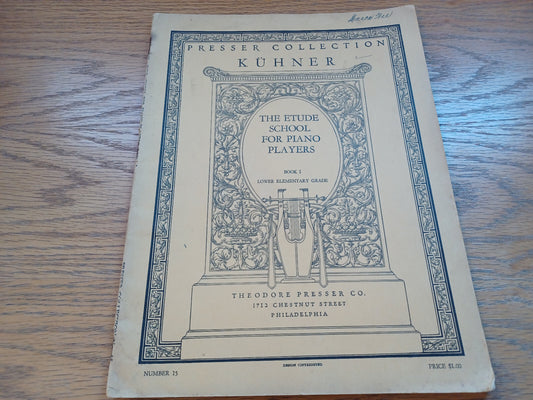 PRESSER COLLECTION
KÜHNER
THE ETUDE
SCHOOL
FOR PIANO
PLAYERS
BOOK I
LOWER ELEMENTARY GRADE
THEODORE PRESSER CO.
1712 CHESTNUT STREET
PHILADELPHIA
NUMBER 75
DESIGN COPYRIGHTED
PRICE $1.00